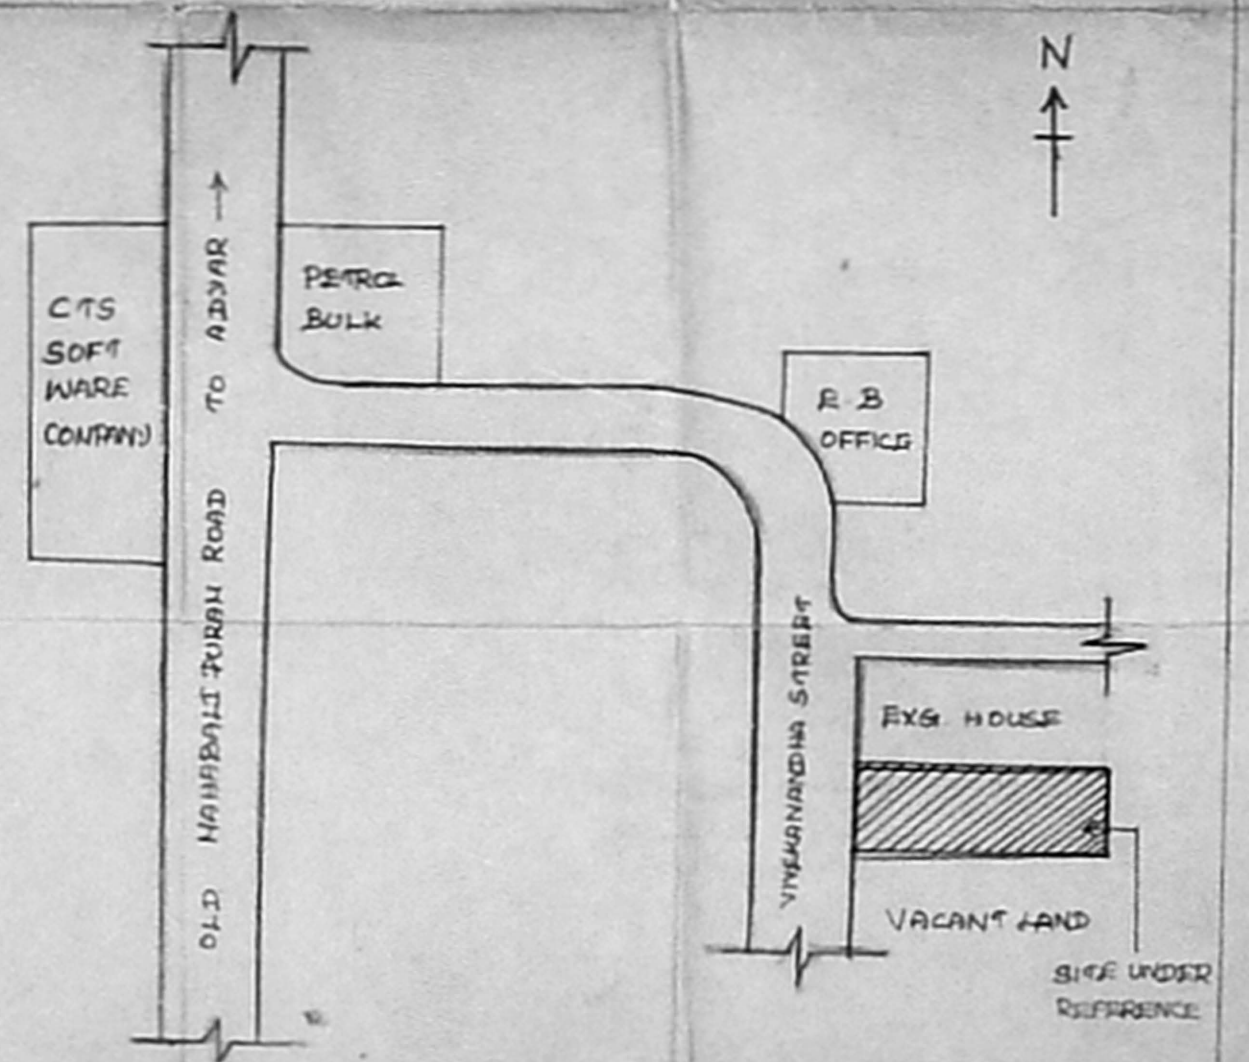 N
CTS
SOFT
WARE
COMPANY
PETROL
BULK
E.B
OFFICE
OLD MAHABALIPURAM ROAD TO ADYAR
VIVEKANANDHA STREET
EXG. HOUSE
VACANT LAND
SITE UNDER
REFERENCE